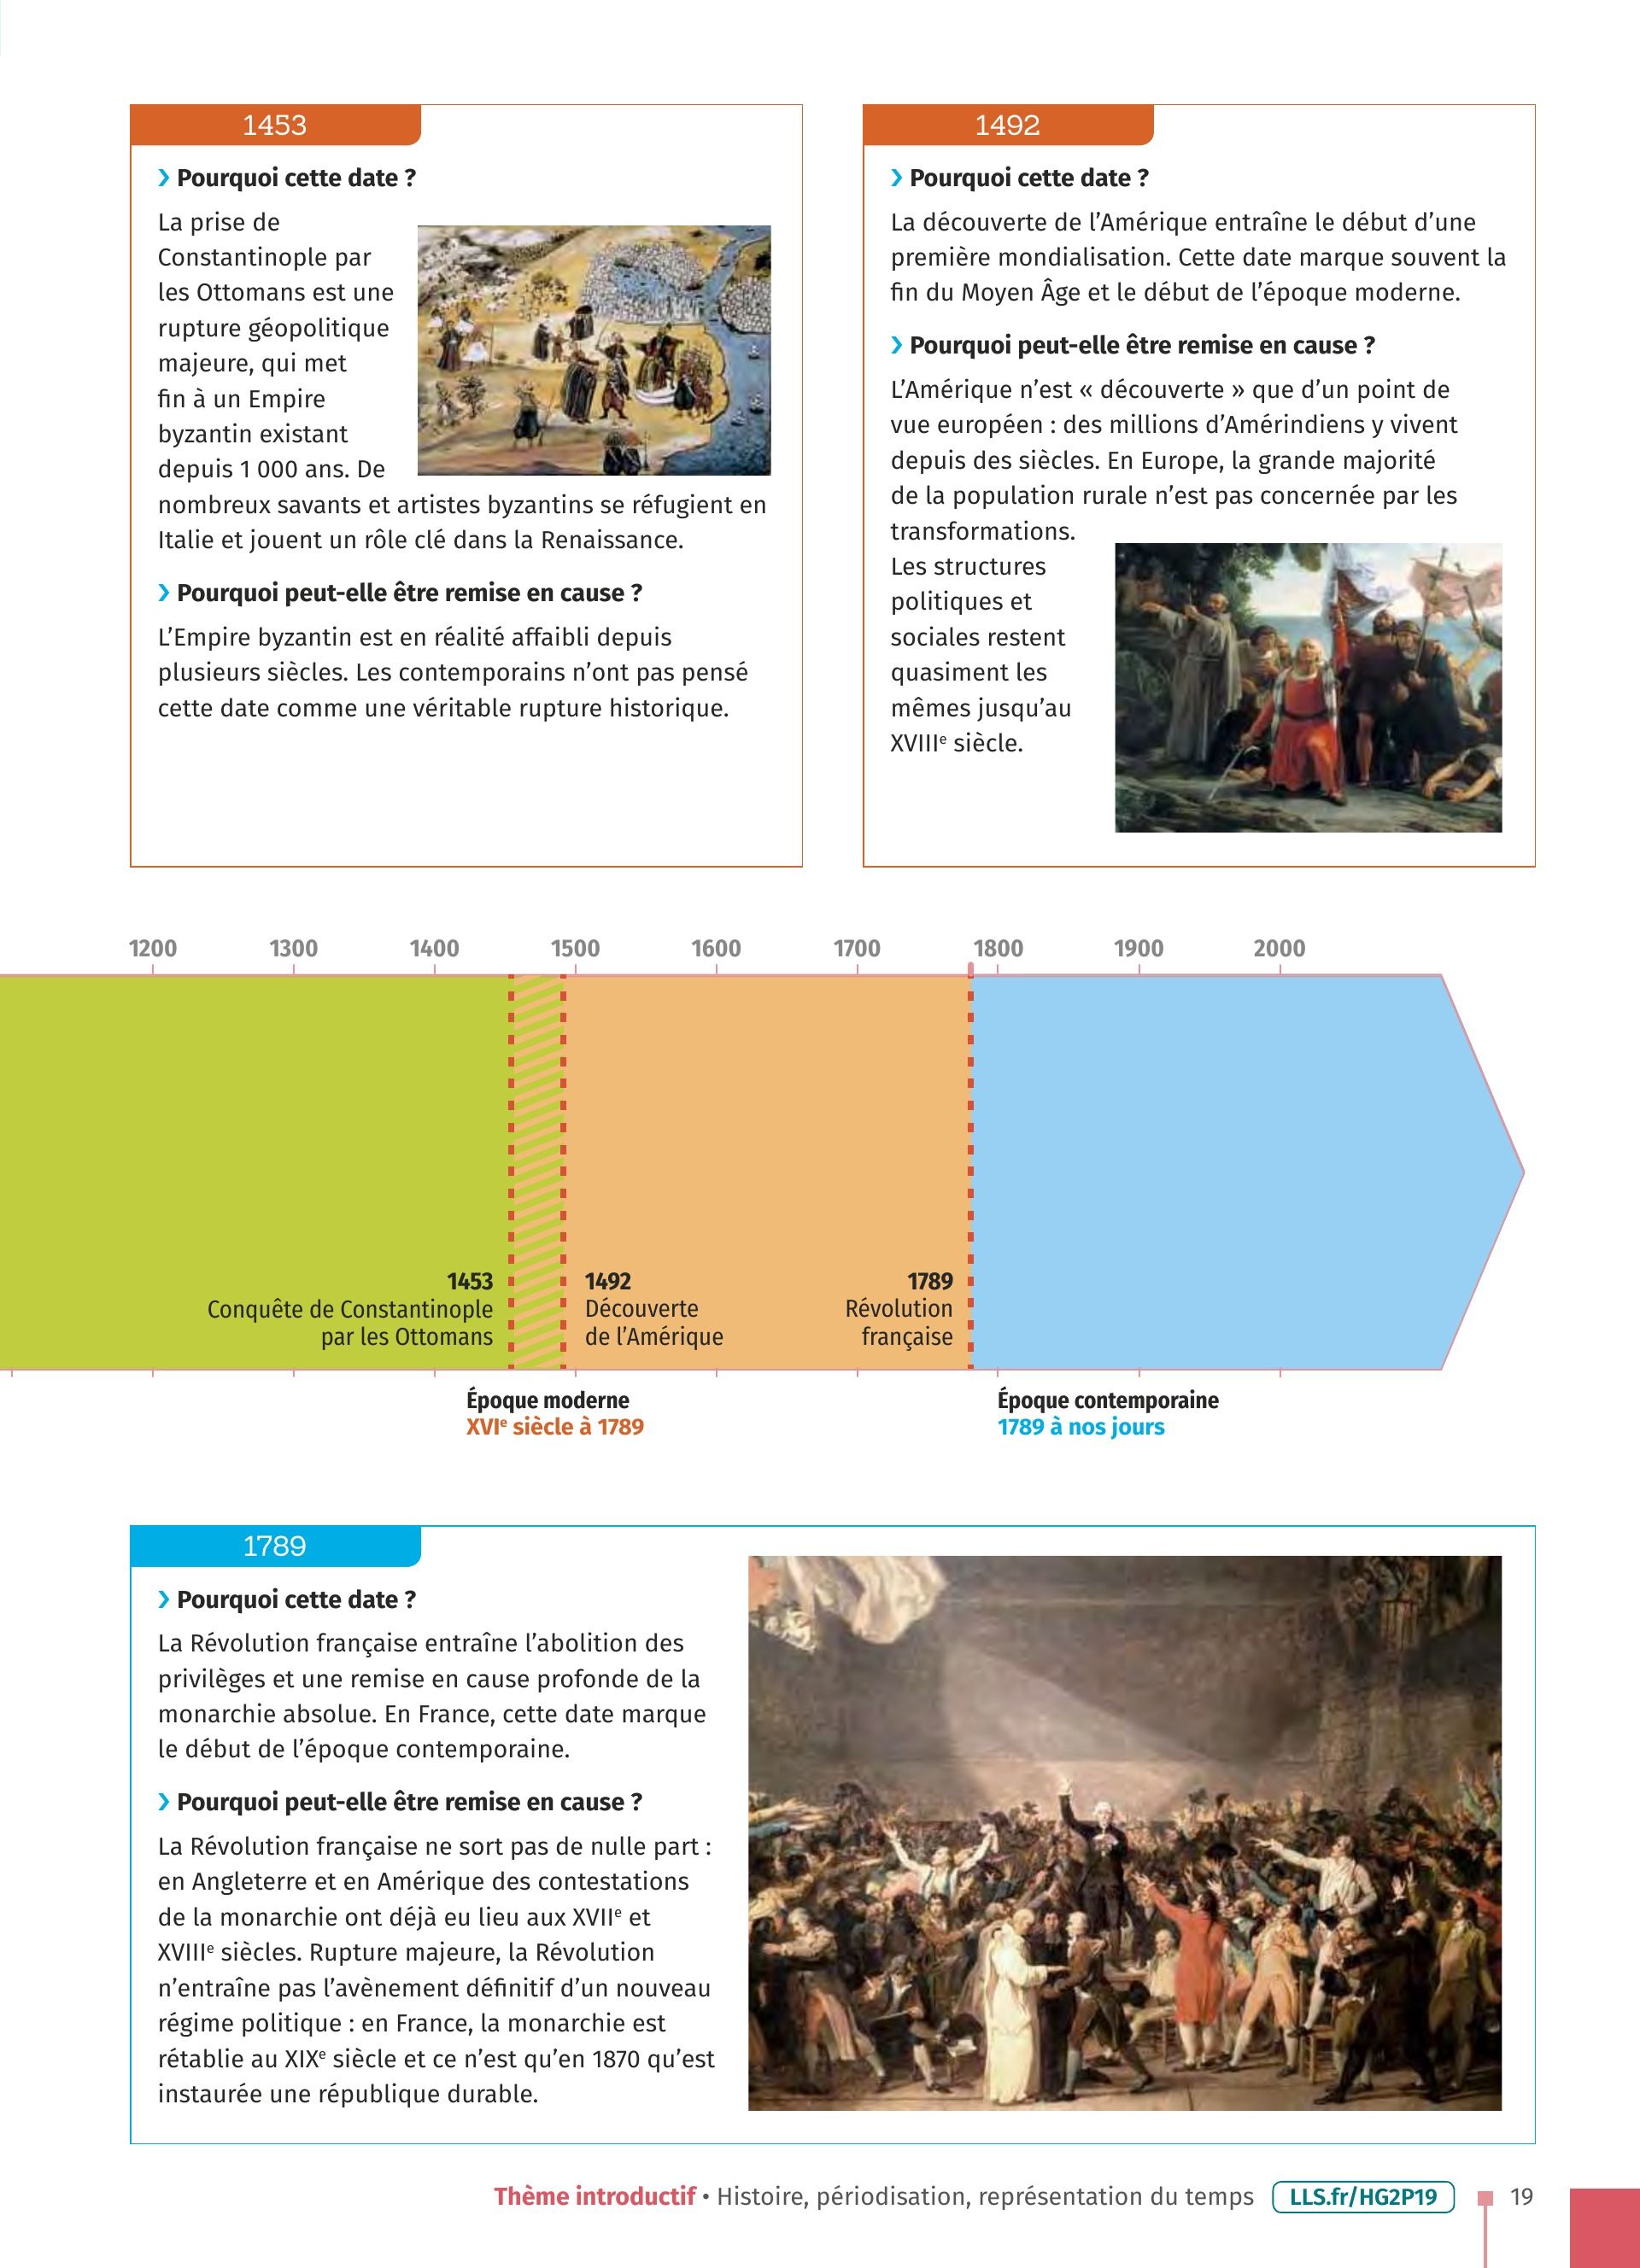 1453
Pourquoi cette date ?
La prise de
Constantinople par
les Ottomans est une
rupture géopolitique
majeure, qui met
fin à un Empire
byzantin existant
depuis 1 000 ans. De
nombreux savants et artistes byzantins se réfugient en
Italie et jouent un rôle clé dans la Renaissance.
Pourquoi peut-elle être remise en cause ?
L’Empire byzantin est en réalité affaibli depuis
plusieurs siècles. Les contemporains n’ont pas pensé
cette date comme une véritable rupture historique.
1492
Pourquoi cette date ?
La découverte de l’Amérique entraîne le début d’une
première mondialisation. Cette date marque souvent la
fin du Moyen Âge et le début de l’époque moderne.
Pourquoi peut-elle être remise en cause ?
L’Amérique n’est « découverte » que d’un point de
vue européen : des millions d’Amérindiens y vivent
depuis des siècles. En Europe, la grande majorité
de la population rurale n’est pas concernée par les
transformations.
Les structures
politiques et
sociales restent
quasiment les
mêmes jusqu’au
XVIIIe siècle.
1200 1300 1400 1500 1600 1700 1800 1900 2000
1453
Conquête de Constantinople
par les Ottomans
1492
Découverte
de l’Amérique
1789
Révolution
française
Époque moderne
XVIe siècle à 1789
Époque contemporaine
1789 à nos jours
1789
Pourquoi cette date ?
La Révolution française entraîne l’abolition des
privilèges et une remise en cause profonde de la
monarchie absolue. En France, cette date marque
le début de l’époque contemporaine.
Pourquoi peut-elle être remise en cause ?
La Révolution française ne sort pas de nulle part :
en Angleterre et en Amérique des contestations
de la monarchie ont déjà eu lieu aux XVIIe et
XVIIIe siècles. Rupture majeure, la Révolution
n’entraîne pas l’avènement définitif d’un nouveau
régime politique : en France, la monarchie est
rétablie au XIXe siècle et ce n’est qu’en 1870 qu’est
instaurée une république durable.
Thème introductif • Histoire, périodisation, représentation du temps LLS.fr/HG2P19 19